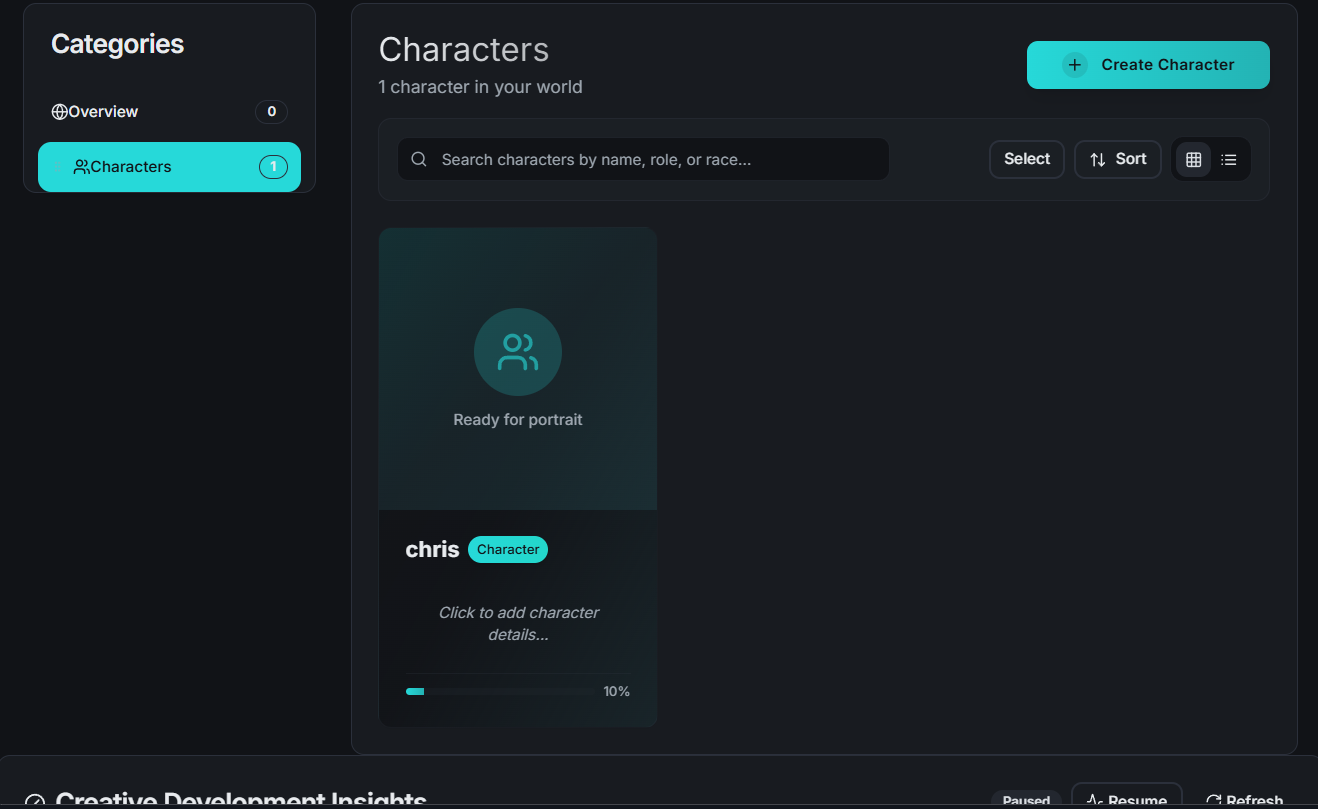 Categories
Overview 0
Characters 1
Characters
1 character in your world
Create Character
Search characters by name, role, or race...
Select
Sort
Ready for portrait
chris Character
Click to add character
details...
10%
Creative Development Insights
Paused
Resume
Refresh